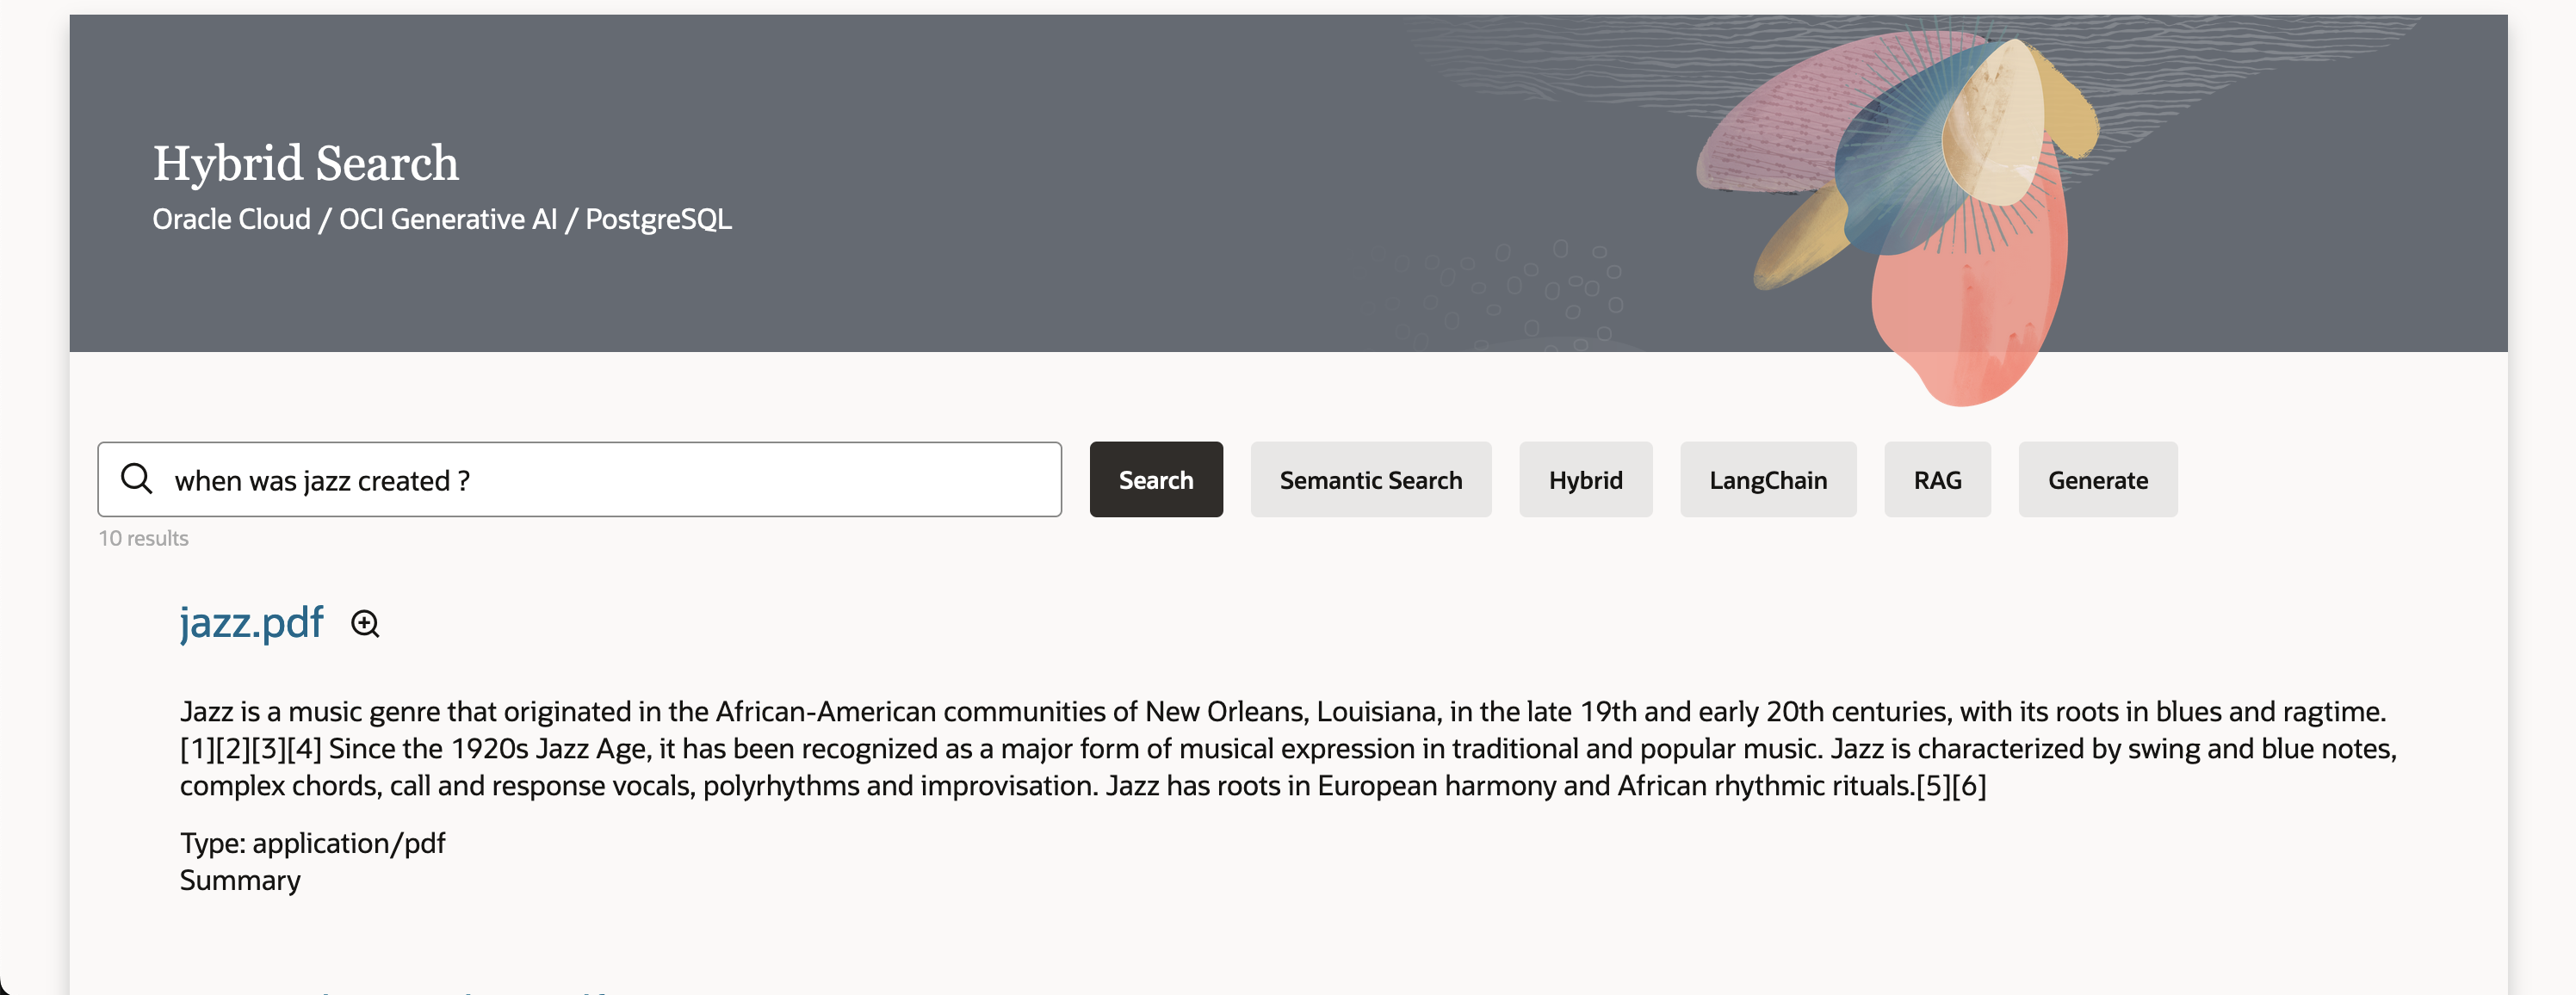 Hybrid Search
Oracle Cloud / OCI Generative AI / PostgreSQL
when was jazz created ?
Search
Semantic Search
Hybrid
LangChain
RAG
Generate
10 results
jazz.pdf
Jazz is a music genre that originated in the African-American communities of New Orleans, Louisiana, in the late 19th and early 20th centuries, with its roots in blues and ragtime.
[1][2][3][4] Since the 1920s Jazz Age, it has been recognized as a major form of musical expression in traditional and popular music. Jazz is characterized by swing and blue notes,
complex chords, call and response vocals, polyrhythms and improvisation. Jazz has roots in European harmony and African rhythmic rituals.[5][6]
Type: application/pdf
Summary